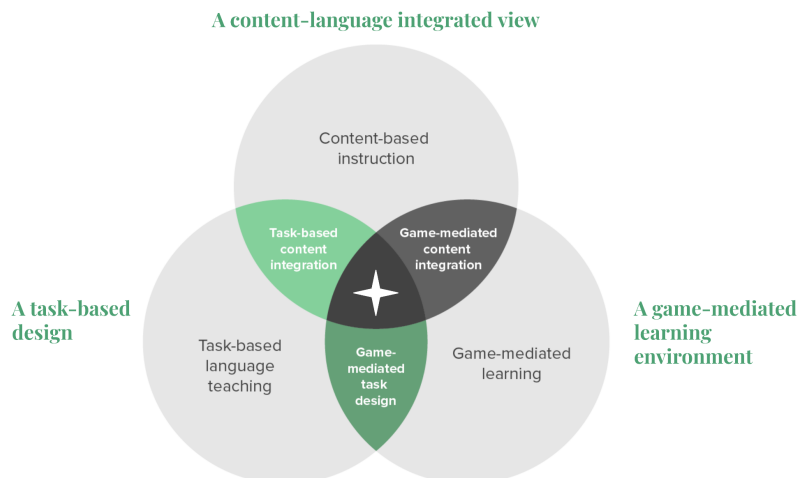 A content-language integrated view
Content-based
instruction
Task-based
content
integration
Game-mediated
content
integration
A task-based
design
A game-mediated
learning
environment
Task-based
language
teaching
Game-
mediated
task
design
Game-mediated
learning